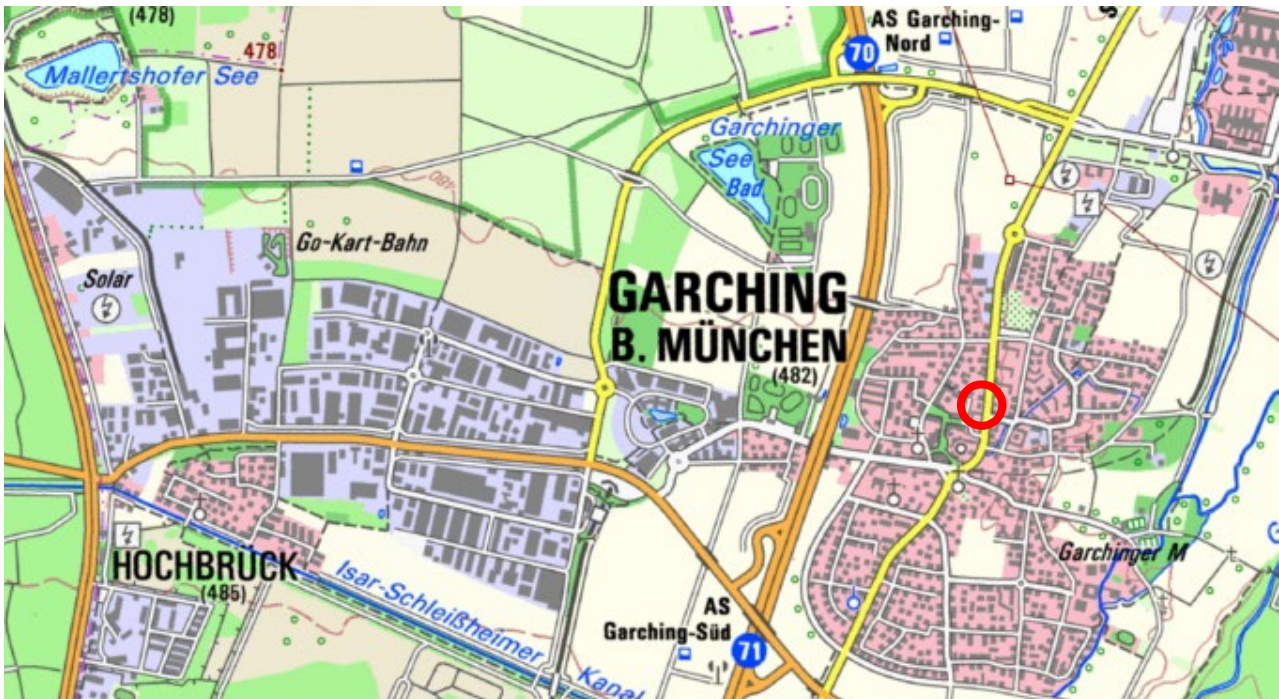 (478)
478
Mallertshofer See
AS Garching-
Nord
70
Garchinger
See
Bad
480
Go-Kart-Bahn
Solar
GARCHING
B. MÜNCHEN
(482)
HOCHBRÜCK
(485)
Isar-Schleißheimer
Kanal
AS
Garching-Süd
71
Garchinger M